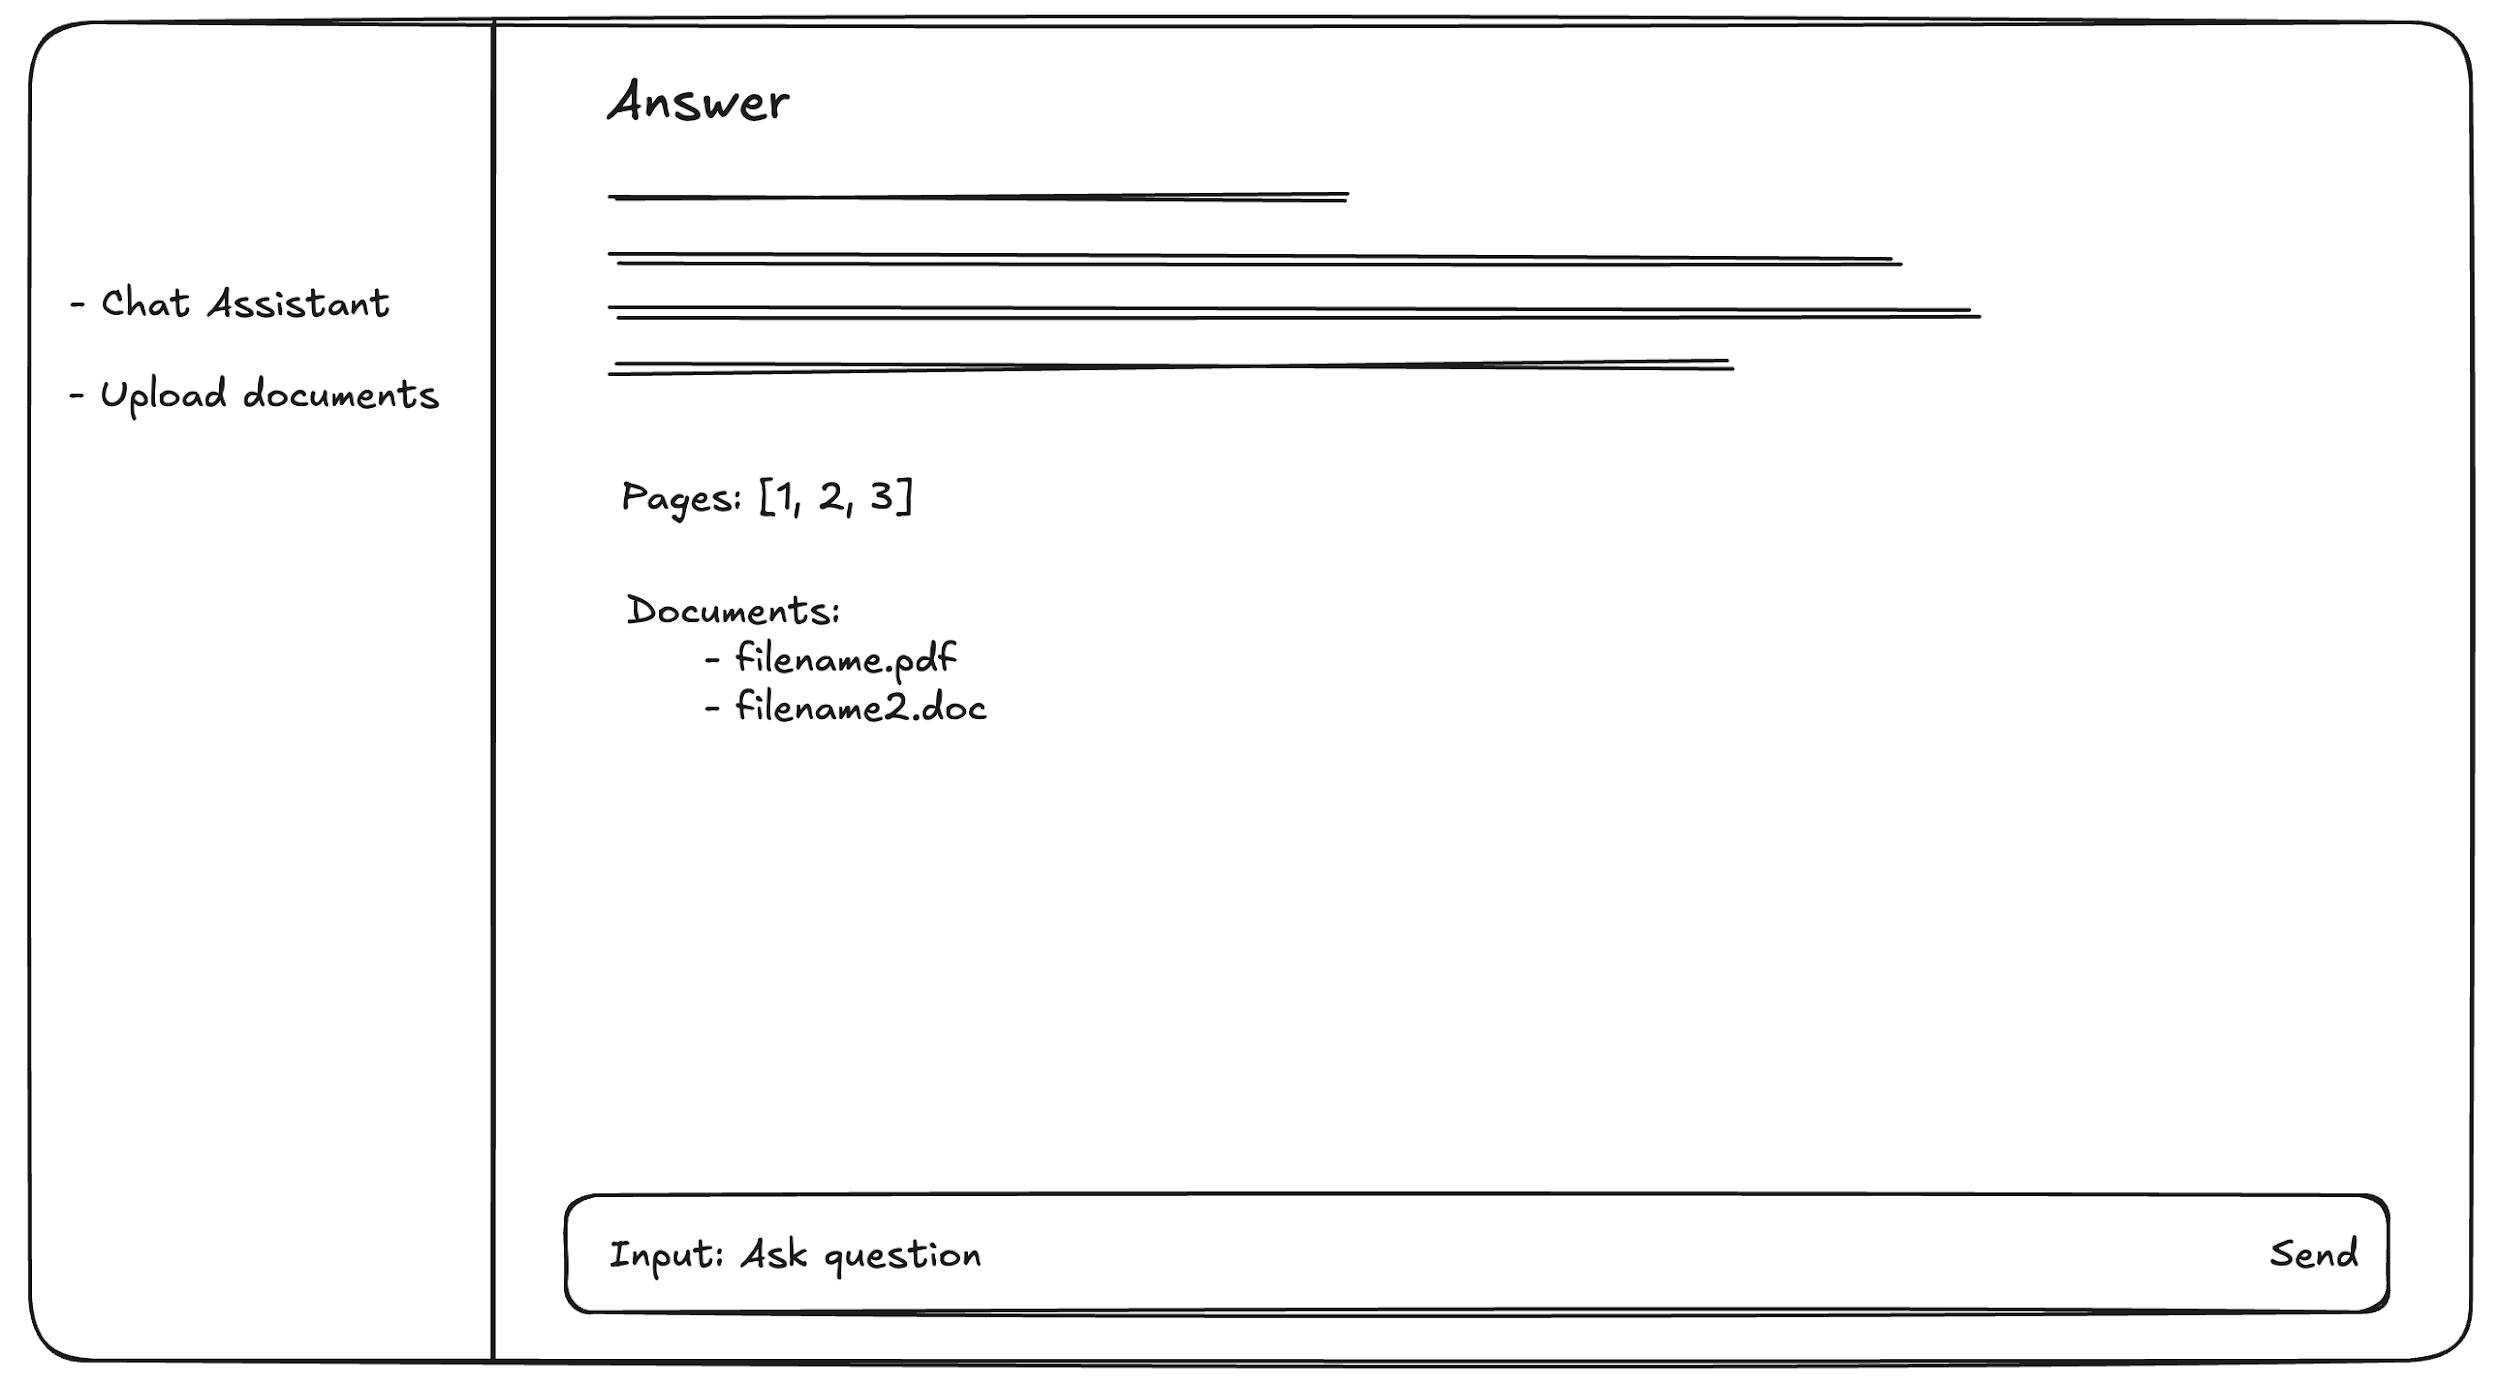 - Chat Assistant
- Upload documents
Answer
Pages: [1, 2, 3]
Documents:
- filename.pdf
- filename2.doc
Input: Ask question
Send